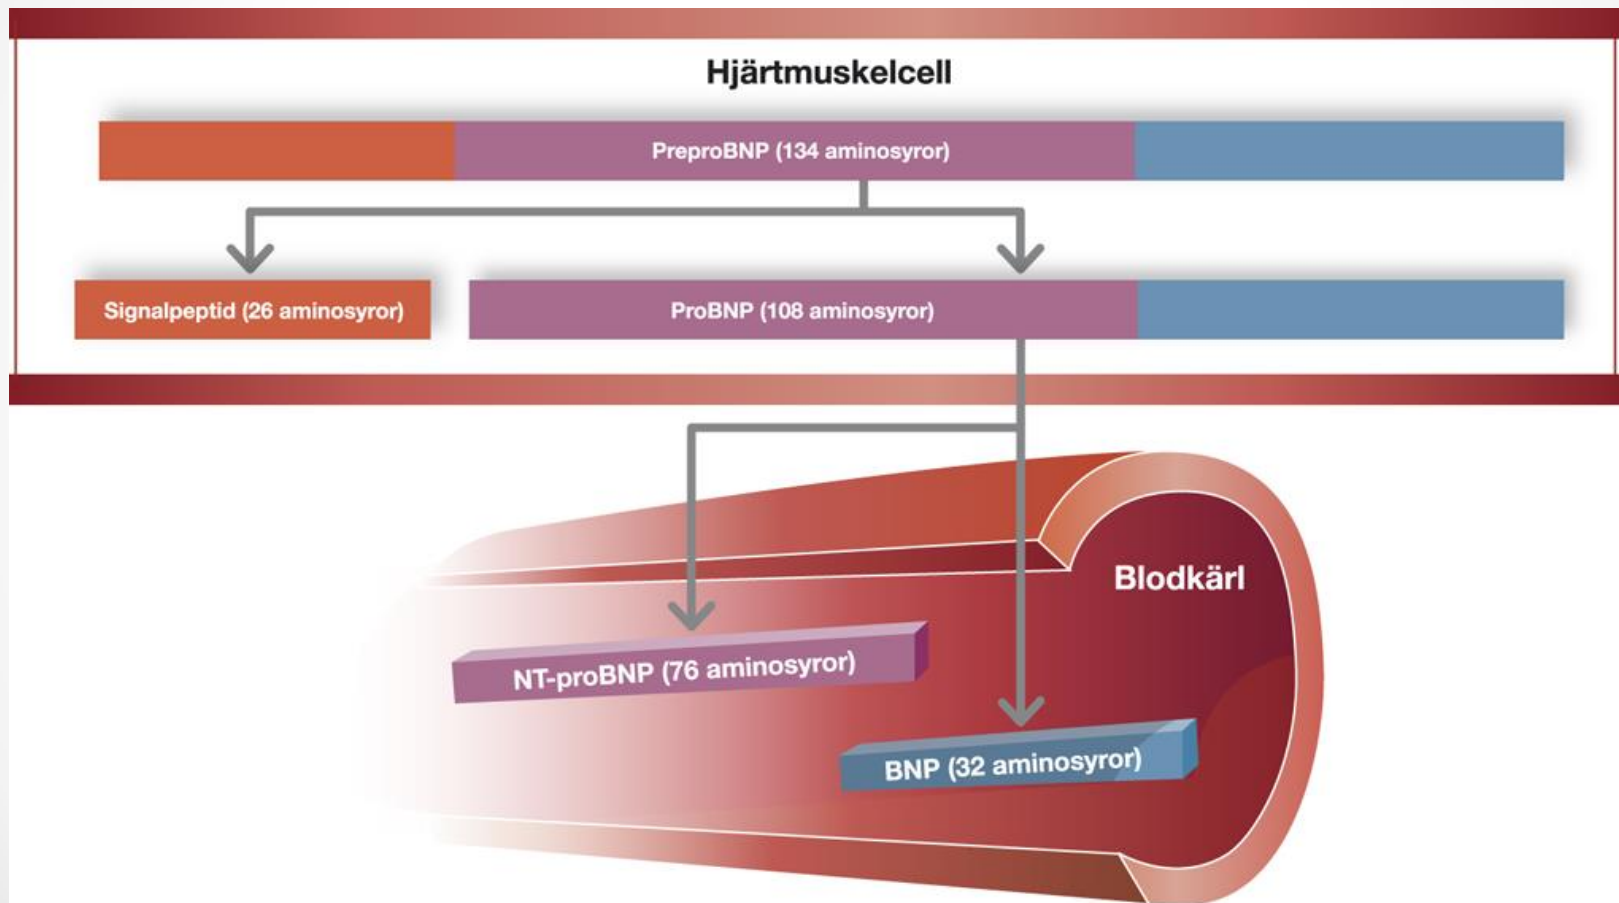 Hjärtmuskelcell
PreproBNP (134 aminosyror)
Signalpeptid (26 aminosyror)
ProBNP (108 aminosyror)
Blodkärl
NT-proBNP (76 aminosyror)
BNP (32 aminosyror)